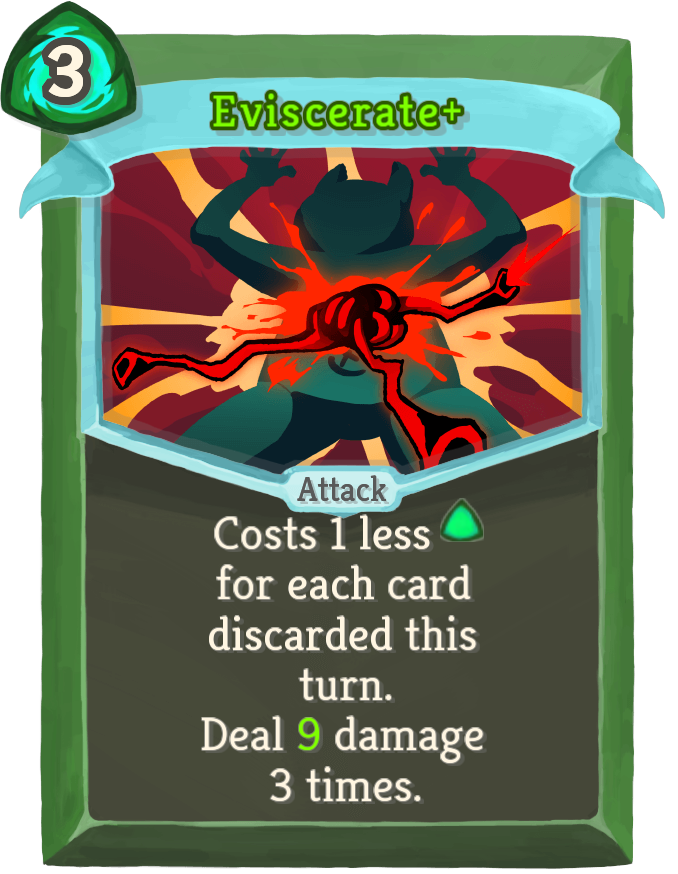 3
Eviscerate+
Attack
Costs 1 less
for each card
discarded this
turn.
Deal 9 damage
3 times.